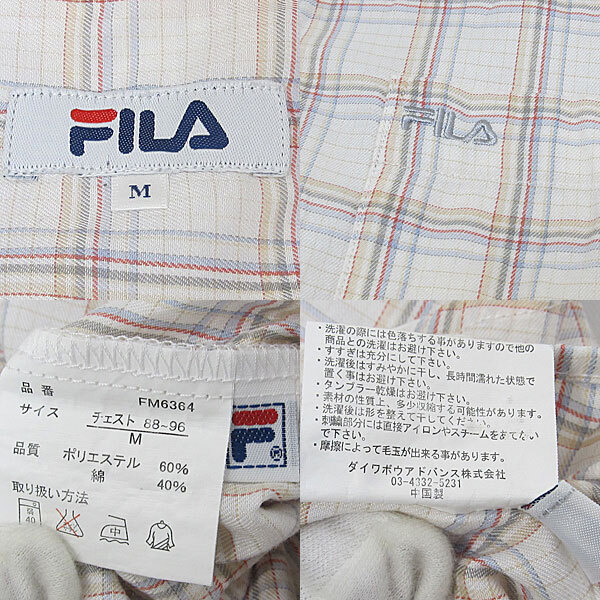 FILA
M
FILA
品番 FM6364
サイズ チェスト 88~96
M
品質 ポリエステル 60%
綿 40%
取り扱い方法
弱
40
中
F
®
・洗濯の際には色落ちする事がありますので他の
商品との洗濯はお避け下さい。
・すすぎは充分にして下さい。
・洗濯後はすみやかに干し、長時間濡れた状態で
置く事はお避け下さい。
・タンブラー乾燥はお避け下さい。
・素材の性質上、多少収縮する可能性があります。
・洗濯後は形を整えて干してください。
・刺繍部分には直接アイロンやスチームをあてない
で下さい。
・摩擦によって毛玉が出来る事があります。
ダイワボウアドバンス株式会社
03-4332-5231
中国製